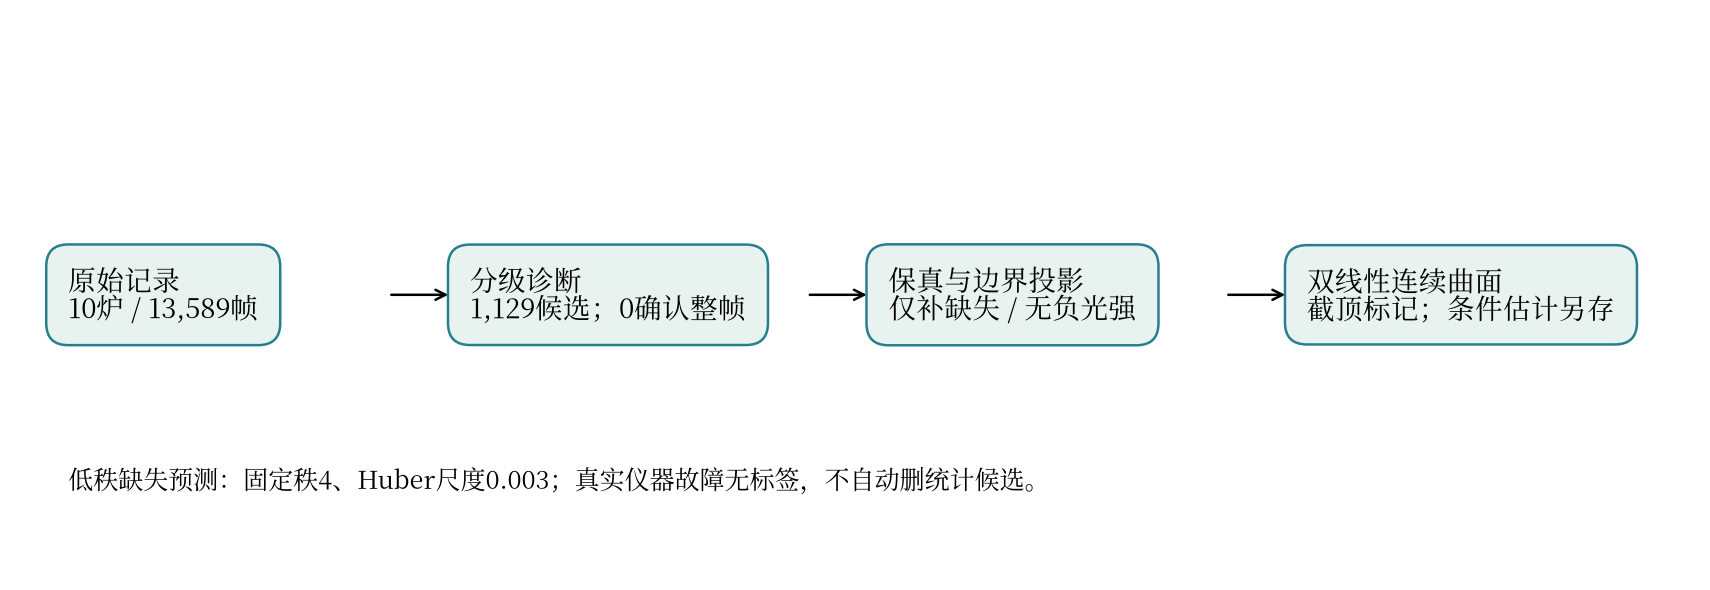 原始记录
10炉 / 13,589帧
分级诊断
1,129候选；0确认整帧
保真与边界投影
仅补缺失 / 无负光强
双线性连续曲面
截顶标记；条件估计另存
低秩缺失预测：固定秩4、Huber尺度0.003；真实仪器故障无标签，不自动删统计候选。